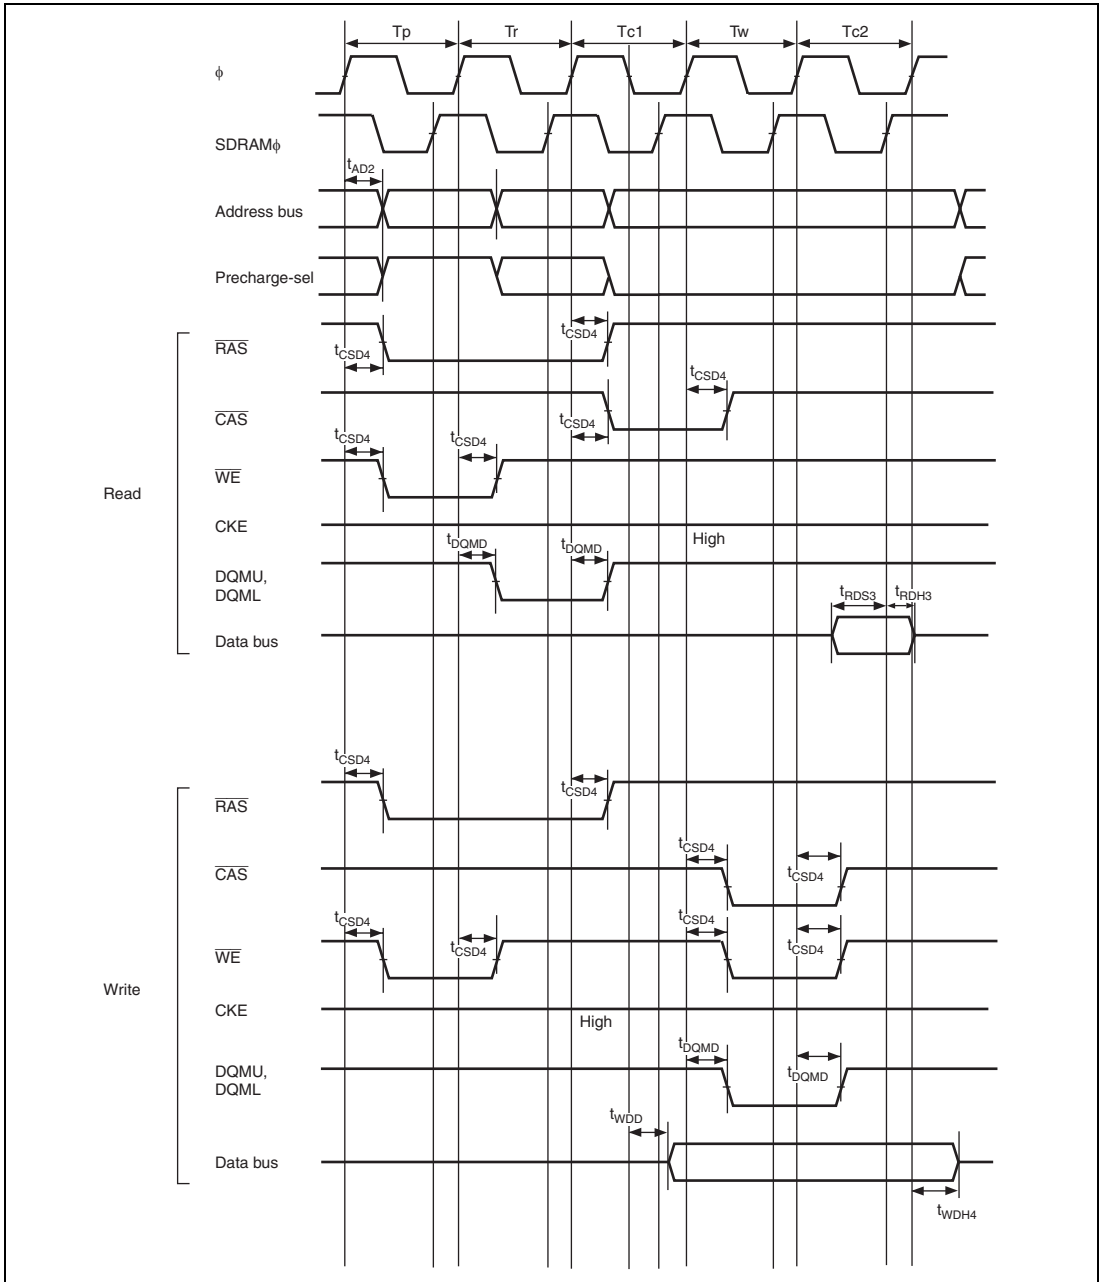 Tp Tr Tc1 Tw Tc2
ϕ
SDRAMϕ
tAD2
Address bus
Precharge-sel
tCSD4
RAS
tCSD4
tCSD4
CAS
tCSD4
tCSD4 tCSD4
WE
Read
CKE
High
tDQMD tDQMD
DQMU,
DQML
tRDS3 tRDH3
Data bus
tCSD4
tCSD4
RAS
tCSD4
CAS
tCSD4
tCSD4 tCSD4
tCSD4 tCSD4
WE
Write
CKE
High
tDQMD
DQMU,
tDQMD
DQML
tWDD
Data bus
tWDH4